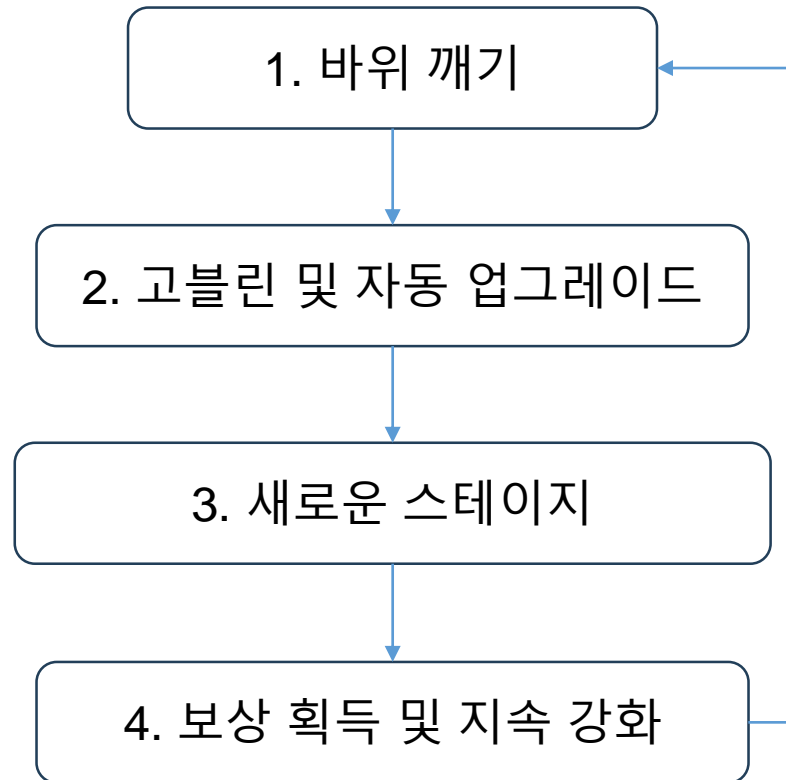 1. 바위 깨기
2. 고블린 및 자동 업그레이드
3. 새로운 스테이지
4. 보상 획득 및 지속 강화